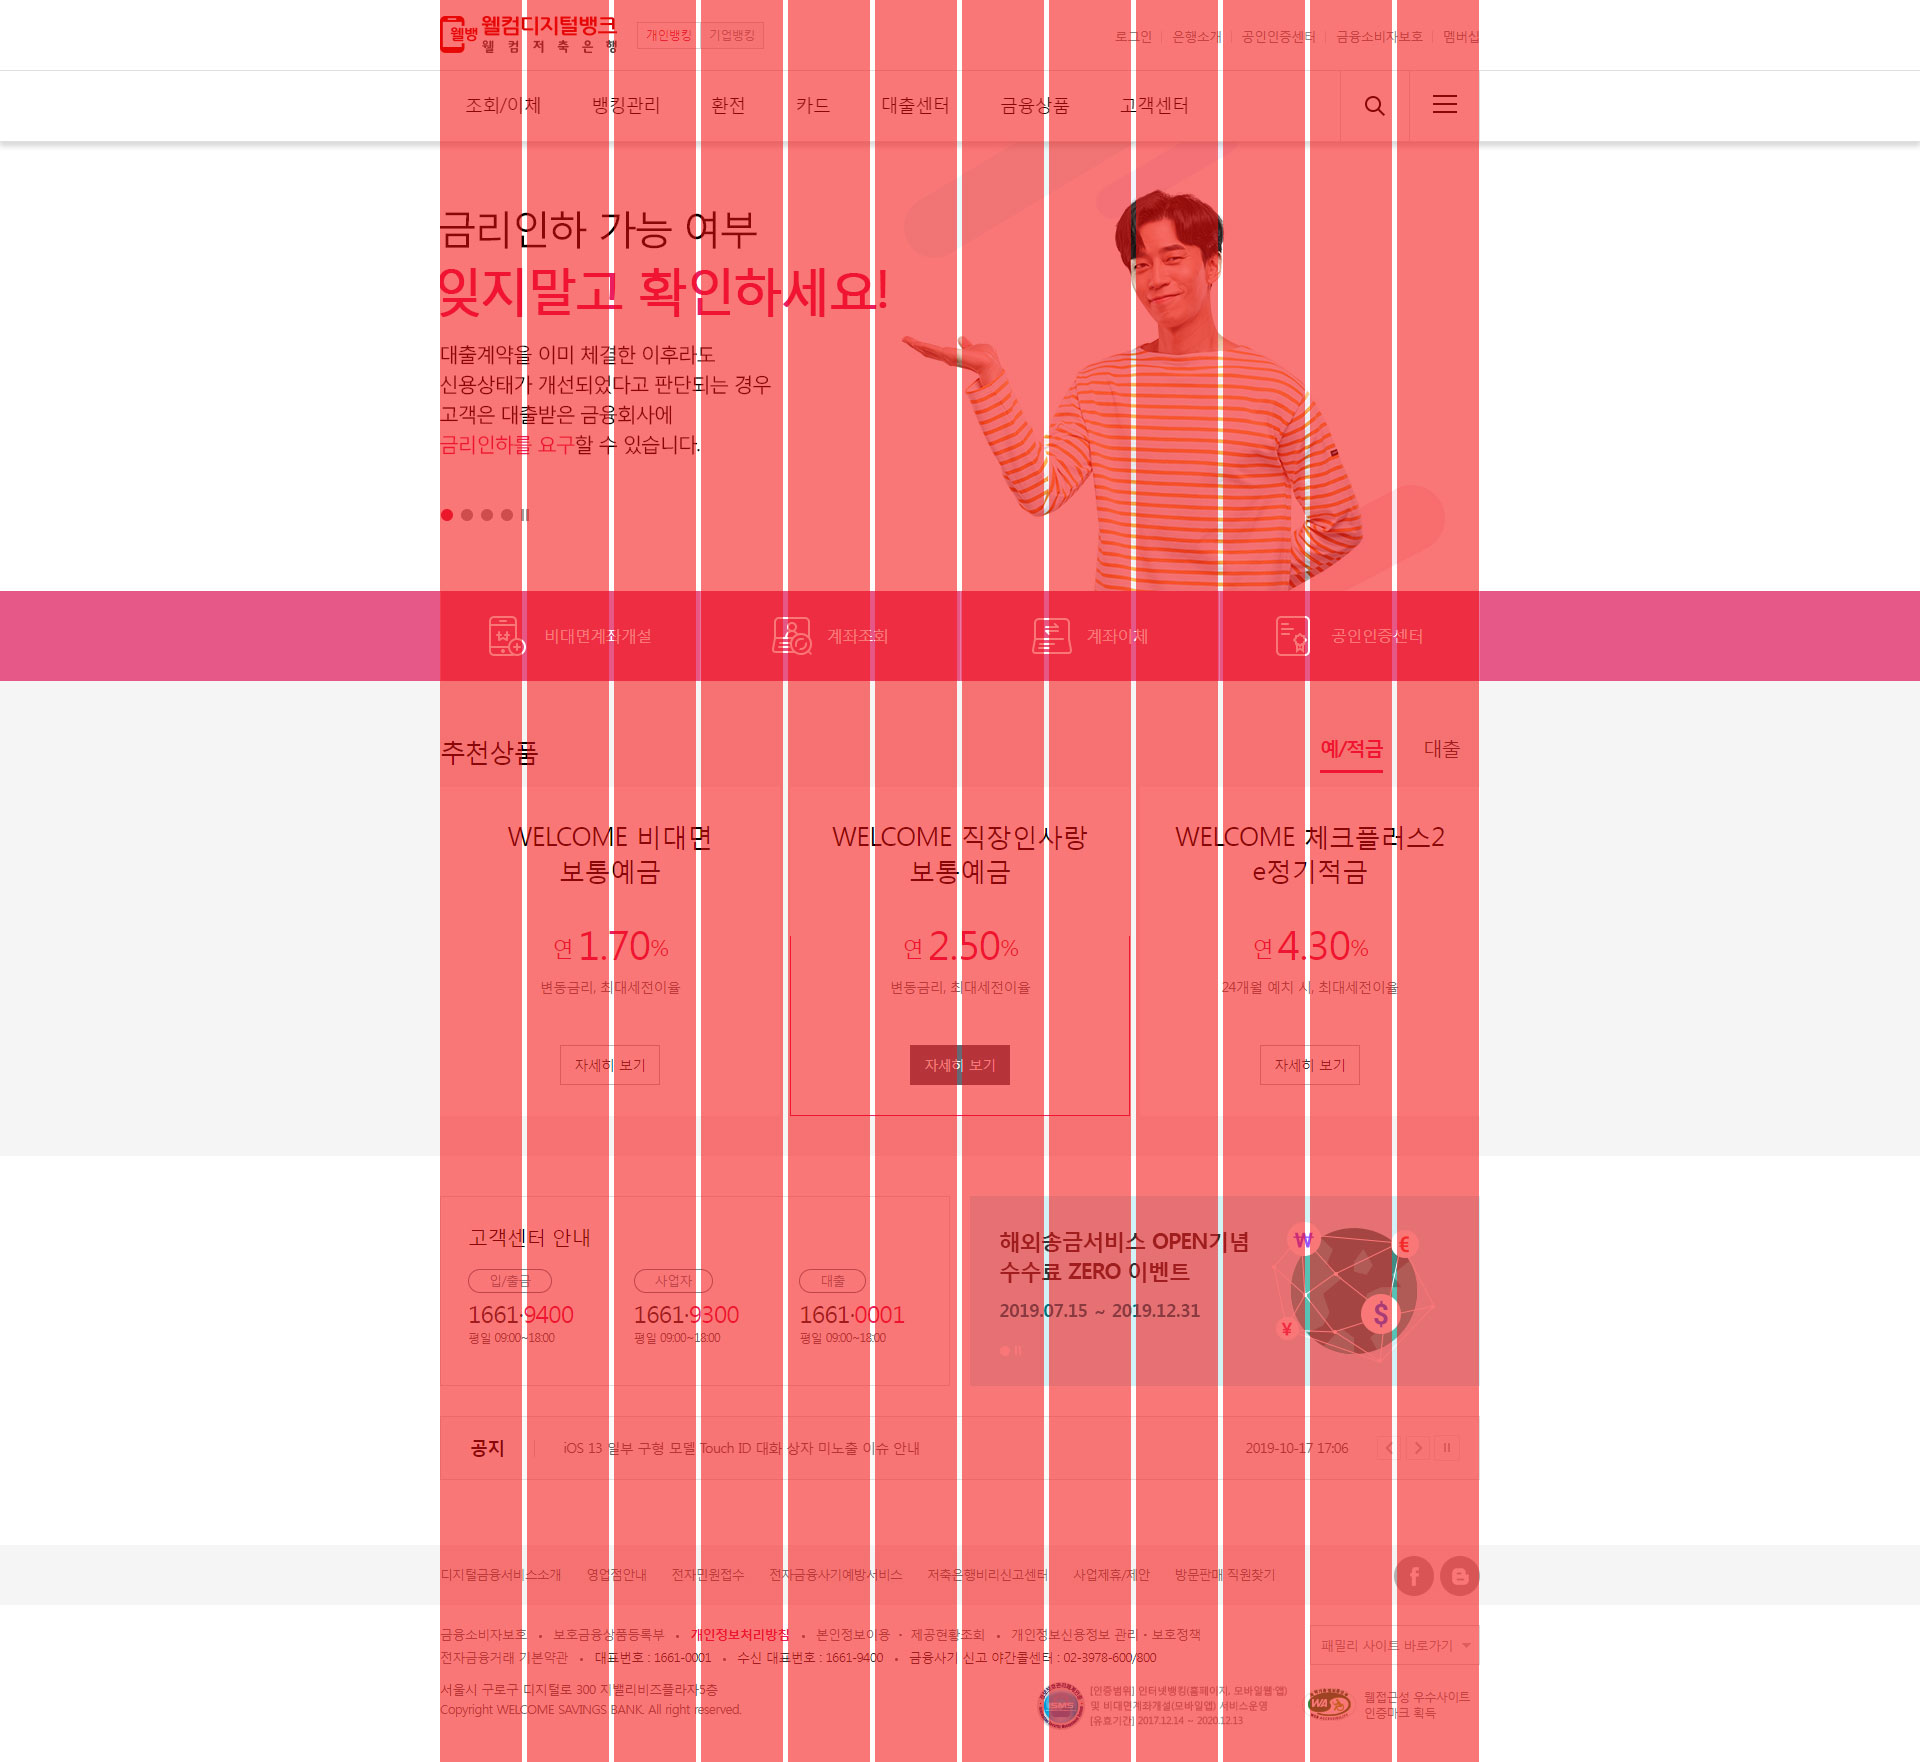 웰뱅 웰컴디지털뱅크
웰컴저축은행
개인뱅킹 기업뱅킹
로그인 은행소개 공인인증센터 금융소비자보호 멤버십
조회/이체 뱅킹관리 환전 카드 대출센터 금융상품 고객센터
금리인하 가능 여부
잊지말고 확인하세요!
대출계약을 이미 체결한 이후라도
신용상태가 개선되었다고 판단되는 경우
고객은 대출받은 금융회사에
금리인하를 요구할 수 있습니다.
비대면계좌개설 계좌조회 계좌이체 공인인증센터
추천상품
예/적금 대출
WELCOME 비대면
보통예금
연 1.70%
변동금리, 최대세전이율
자세히 보기
WELCOME 직장인사랑
보통예금
연 2.50%
변동금리, 최대세전이율
자세히 보기
WELCOME 체크플러스2
e정기적금
연 4.30%
24개월 예치 시, 최대세전이율
자세히 보기
고객센터 안내
입/출금 사업자 대출
1661·9400 1661·9300 1661·0001
평일 09:00~18:00 평일 09:00~18:00 평일 09:00~18:00
해외송금서비스 OPEN기념
수수료 ZERO 이벤트
2019.07.15 ~ 2019.12.31
₩ € ¥ $
공지 iOS 13 일부 구형 모델 Touch ID 대화 상자 미노출 이슈 안내 2019-10-17 17:06
디지털금융서비스소개 영업점안내 전자민원접수 전자금융사기예방서비스 저축은행비리신고센터 사업제휴/제안 방문판매 직원찾기
금융소비자보호 • 보호금융상품등록부 • 개인정보처리방침 • 본인정보이용 · 제공현황조회 • 개인정보신용정보 관리 · 보호정책
전자금융거래 기본약관 • 대표번호 : 1661-0001 • 수신 대표번호 : 1661-9400 • 금융사기 신고 야간콜센터 : 02-3978-600/800
패밀리 사이트 바로가기
서울시 구로구 디지털로 300 지밸리비즈플라자5층
Copyright WELCOME SAVINGS BANK. All right reserved.
ISMS
[인증범위] 인터넷뱅킹(홈페이지, 모바일웹·앱)
및 비대면계좌개설(모바일앱) 서비스운영
[유효기간] 2017.12.14 ~ 2020.12.13
WA
웹접근성 우수사이트
인증마크 획득